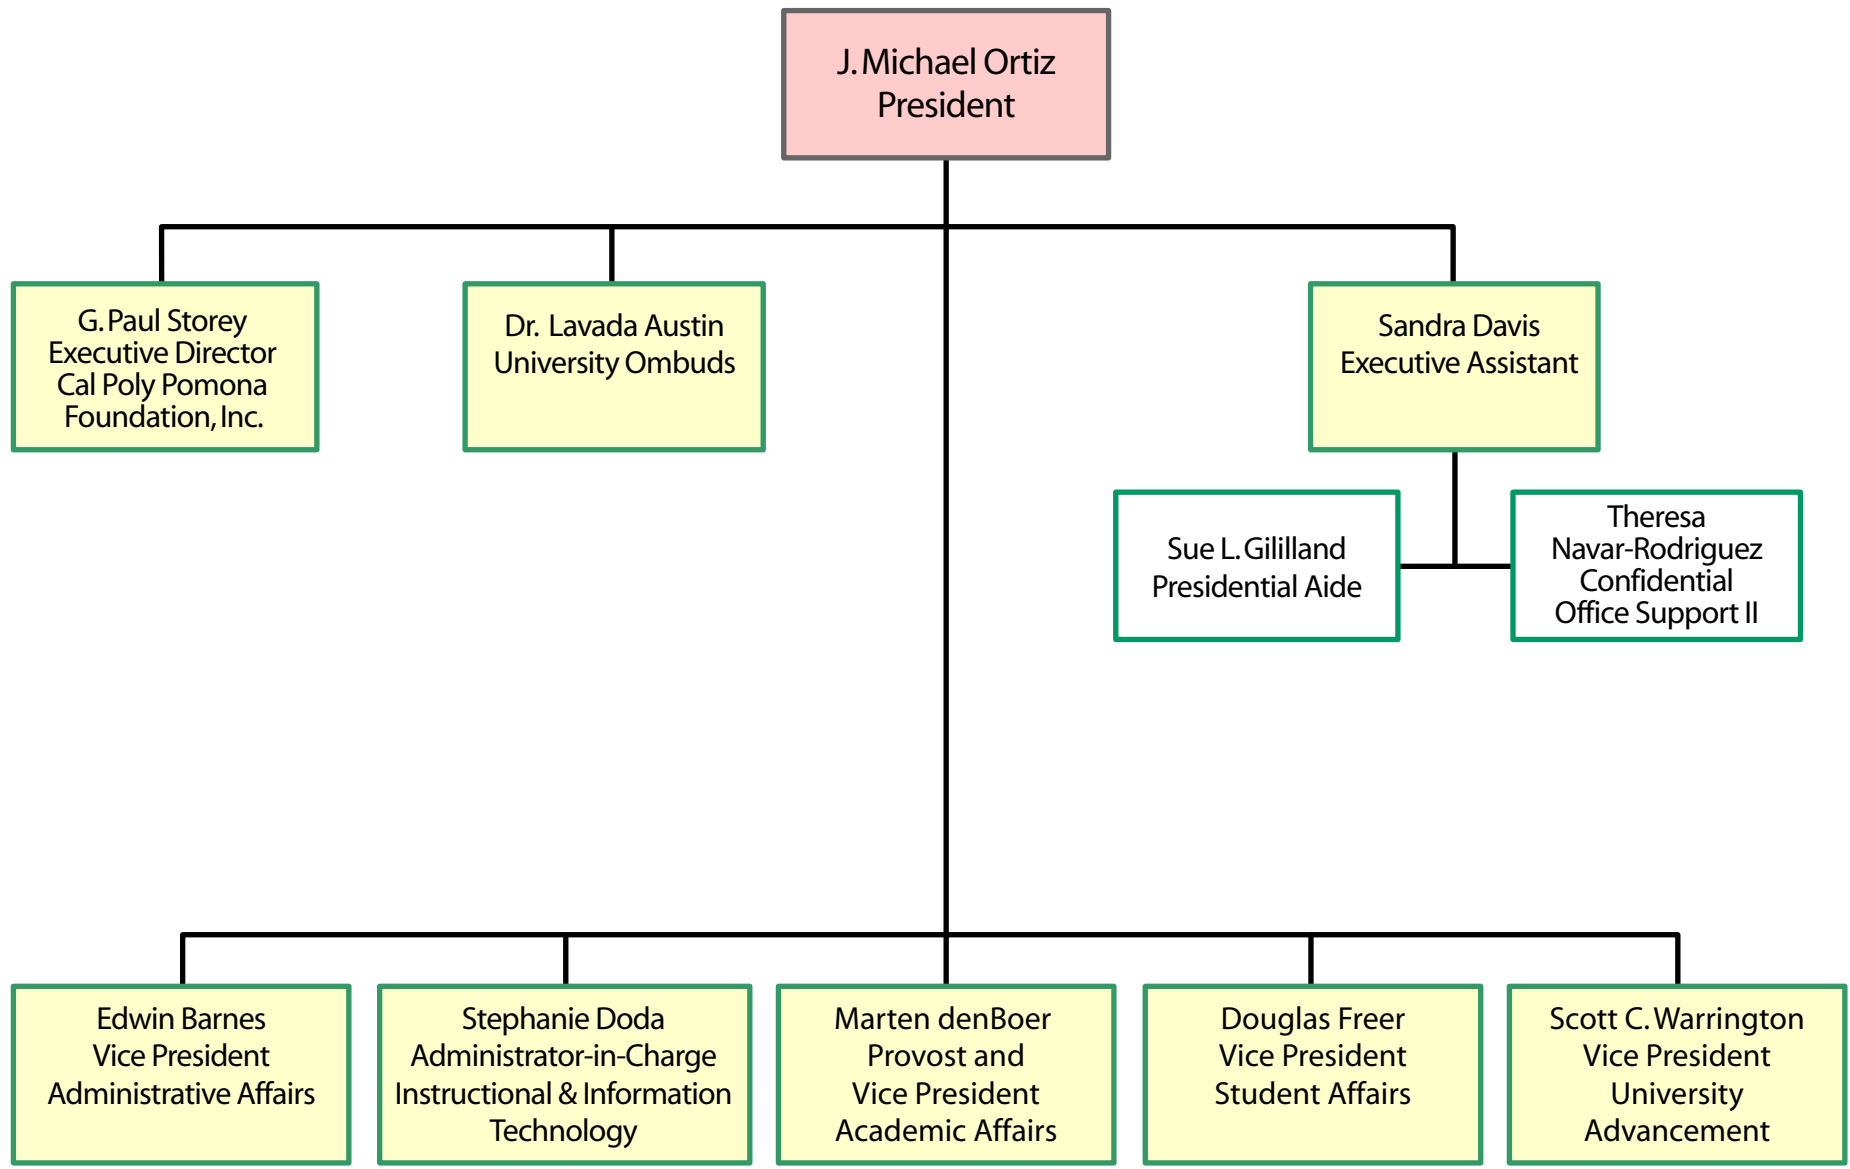 J. Michael Ortiz
President
G. Paul Storey
Executive Director
Cal Poly Pomona
Foundation, Inc.
Dr. Lavada Austin
University Ombuds
Sandra Davis
Executive Assistant
Sue L. Gililland
Presidential Aide
Theresa
Navar-Rodriguez
Confidential
Office Support II
Edwin Barnes
Vice President
Administrative Affairs
Stephanie Doda
Administrator-in-Charge
Instructional & Information
Technology
Marten denBoer
Provost and
Vice President
Academic Affairs
Douglas Freer
Vice President
Student Affairs
Scott C. Warrington
Vice President
University
Advancement